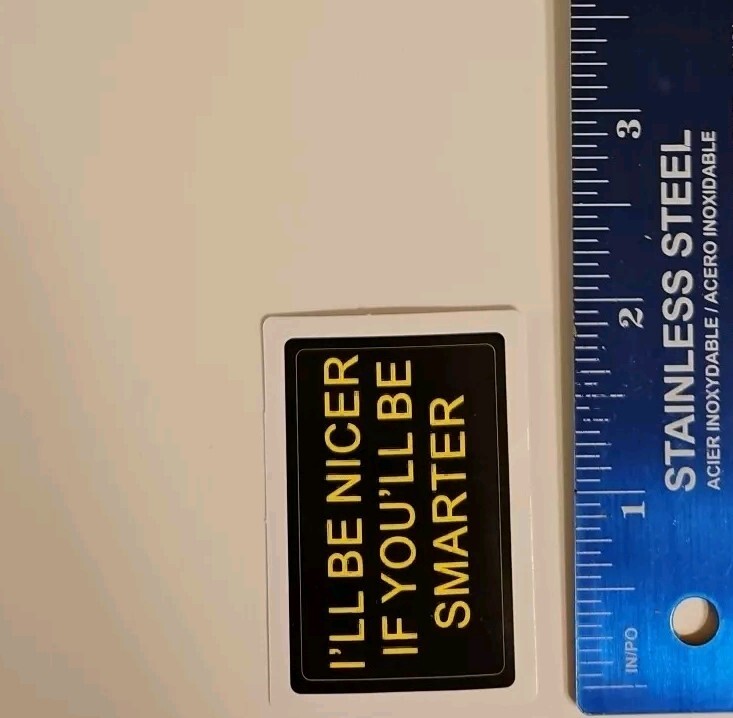 I'LL BE NICER
IF YOU'LL BE
SMARTER
3
2
1
IN/PO
STAINLESS STEEL
ACIER INOXYDABLE / ACERO INOXIDABLE